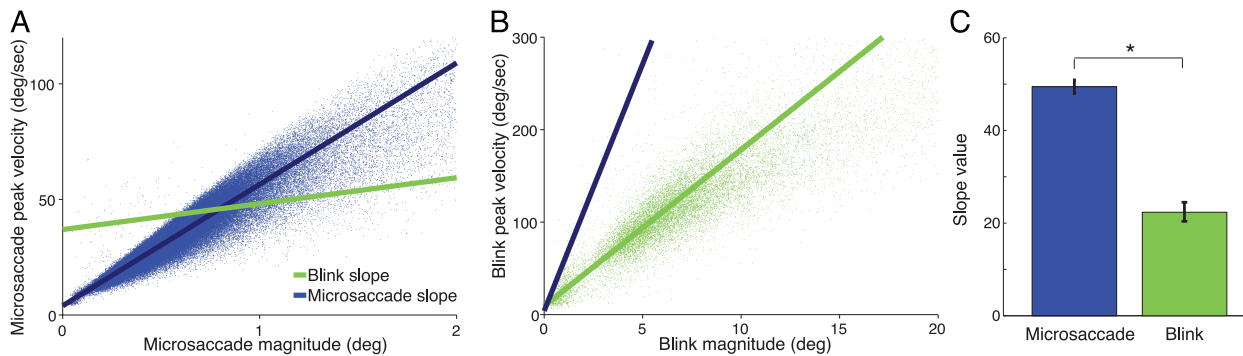 A
Microsaccade peak velocity (deg/sec)
100
50
0
0
1
2
Microsaccade magnitude (deg)
Blink slope
Microsaccade slope
B
Blink peak velocity (deg/sec)
300
200
100
0
0
5
10
15
20
Blink magnitude (deg)
C
Slope value
60
40
20
0
*
Microsaccade
Blink